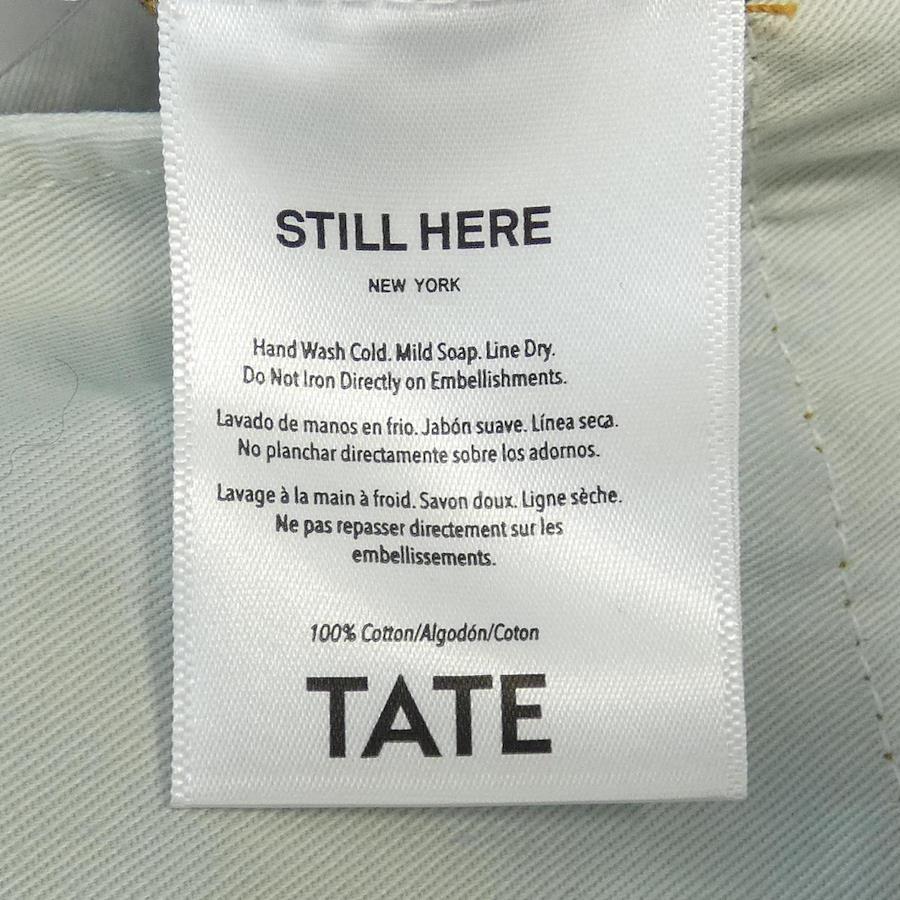 STILL HERE
NEW YORK
Hand Wash Cold. Mild Soap. Line Dry.
Do Not Iron Directly on Embellishments.
Lavado de manos en frio. Jabón suave. Línea seca.
No planchar directamente sobre los adornos.
Lavage à la main à froid. Savon doux. Ligne sèche.
Ne pas repasser directement sur les
embellissements.
100% Cotton/Algodón/Coton
TATE